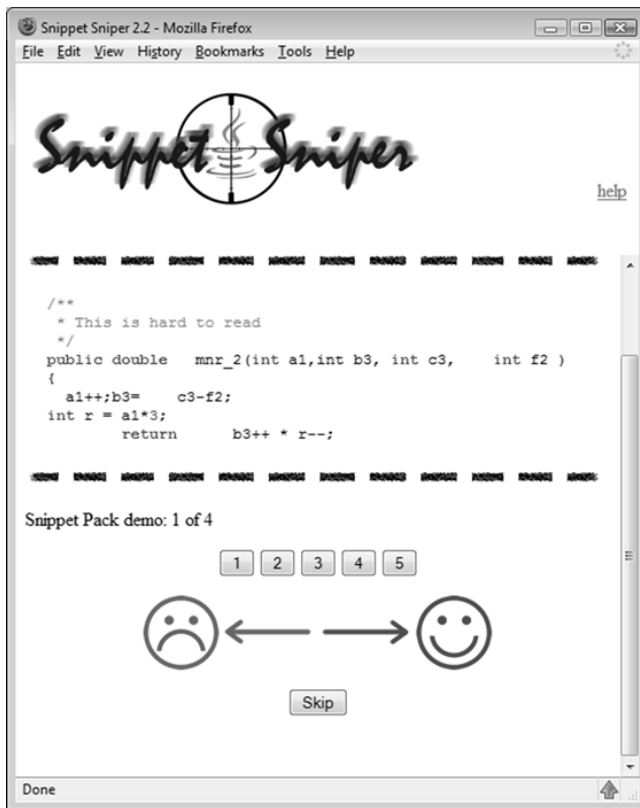 Snippet Sniper 2.2 - Mozilla Firefox
File Edit View History Bookmarks Tools Help
Snippet Sniper
help
/**
 * This is hard to read
 */
public double   mnr_2(int a1,int b3, int c3,    int f2 )
{
  a1++;b3=    c3-f2;
int r = a1*3;
        return      b3++ * r--;
Snippet Pack demo: 1 of 4
1 2 3 4 5
Skip
Done